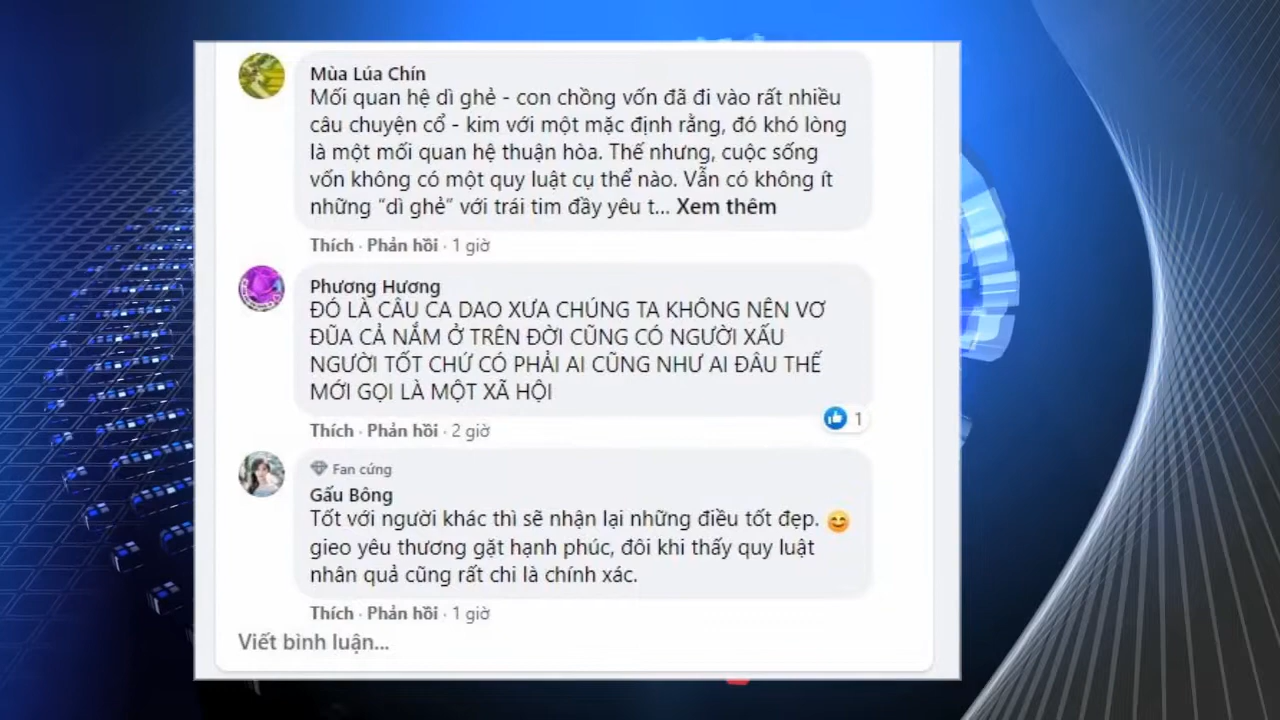 Mùa Lúa Chín
Mối quan hệ dì ghẻ - con chồng vốn đã đi vào rất nhiều
câu chuyện cổ - kim với một mặc định rằng, đó khó lòng
là một mối quan hệ thuận hòa. Thế nhưng, cuộc sống
vốn không có một quy luật cụ thể nào. Vẫn có không ít
những “dì ghẻ” với trái tim đầy yêu t... Xem thêm
Thích · Phản hồi · 1 giờ
Phương Hương
ĐÓ LÀ CÂU CA DAO XƯA CHÚNG TA KHÔNG NÊN VƠ
ĐŨA CẢ NẮM Ở TRÊN ĐỜI CŨNG CÓ NGƯỜI XẤU
NGƯỜI TỐT CHỨ CÓ PHẢI AI CŨNG NHƯ AI ĐÂU THẾ
MỚI GỌI LÀ MỘT XÃ HỘI
1
Thích · Phản hồi · 2 giờ
Fan cứng
Gấu Bông
Tốt với người khác thì sẽ nhận lại những điều tốt đẹp. 😊
gieo yêu thương gặt hạnh phúc, đôi khi thấy quy luật
nhân quả cũng rất chi là chính xác.
Thích · Phản hồi · 1 giờ
Viết bình luận...